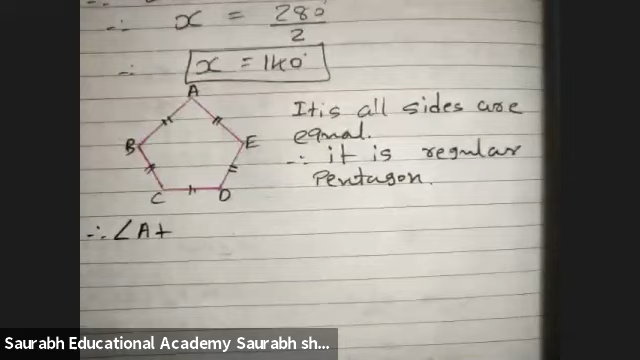 ∴ x = 280°
2
∴ x = 140°
A
It is all sides are
equal.
B
E
∴ it is regular
Pentagon.
C
D
∴ ∠A+
Saurabh Educational Academy Saurabh sh...